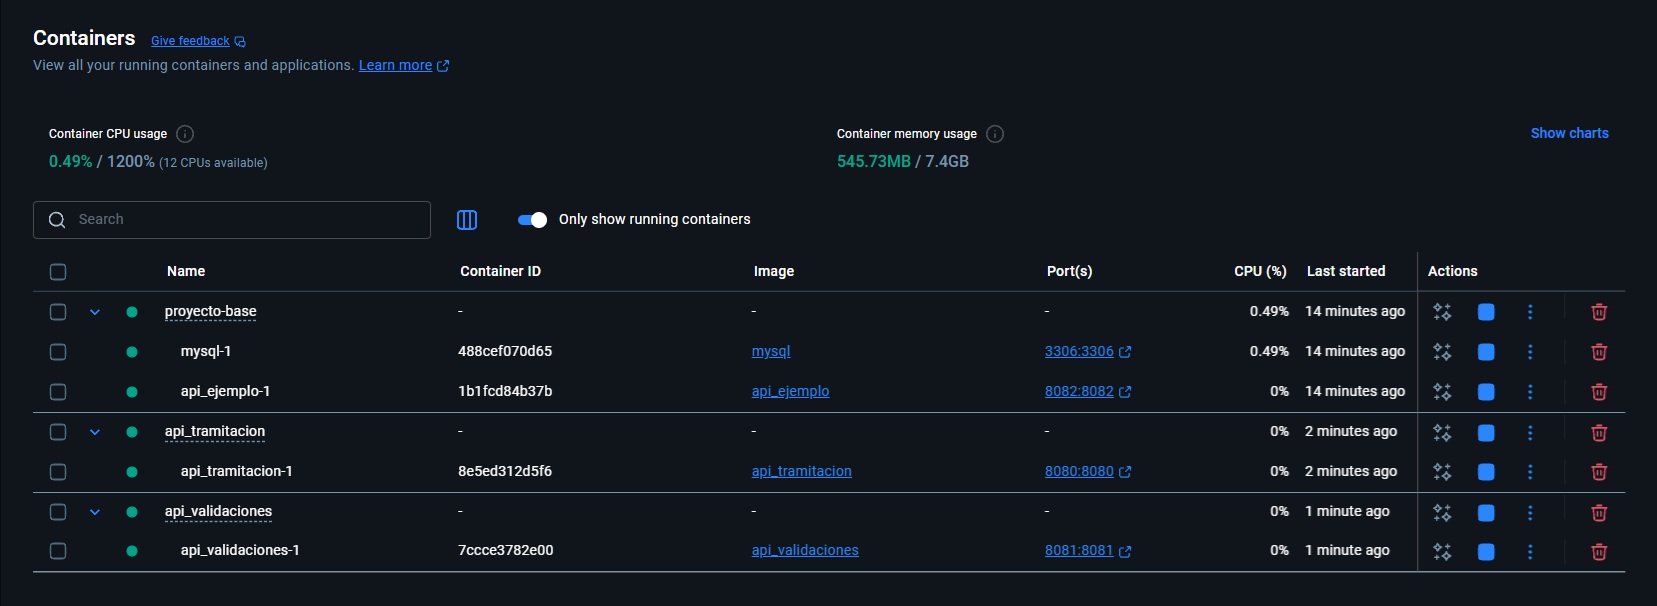 Containers Give feedback
View all your running containers and applications. Learn more
Container CPU usage
0.49% / 1200% (12 CPUs available)
Container memory usage
545.73MB / 7.4GB
Show charts
Search
Only show running containers
Name Container ID Image Port(s) CPU (%) Last started Actions
proyecto-base - - - 0.49% 14 minutes ago
mysql-1 488cef070d65 mysql 3306:3306 0.49% 14 minutes ago
api_ejemplo-1 1b1fcd84b37b api_ejemplo 8082:8082 0% 14 minutes ago
api_tramitacion - - - 0% 2 minutes ago
api_tramitacion-1 8e5ed312d5f6 api_tramitacion 8080:8080 0% 2 minutes ago
api_validaciones - - - 0% 1 minute ago
api_validaciones-1 7ccce3782e00 api_validaciones 8081:8081 0% 1 minute ago